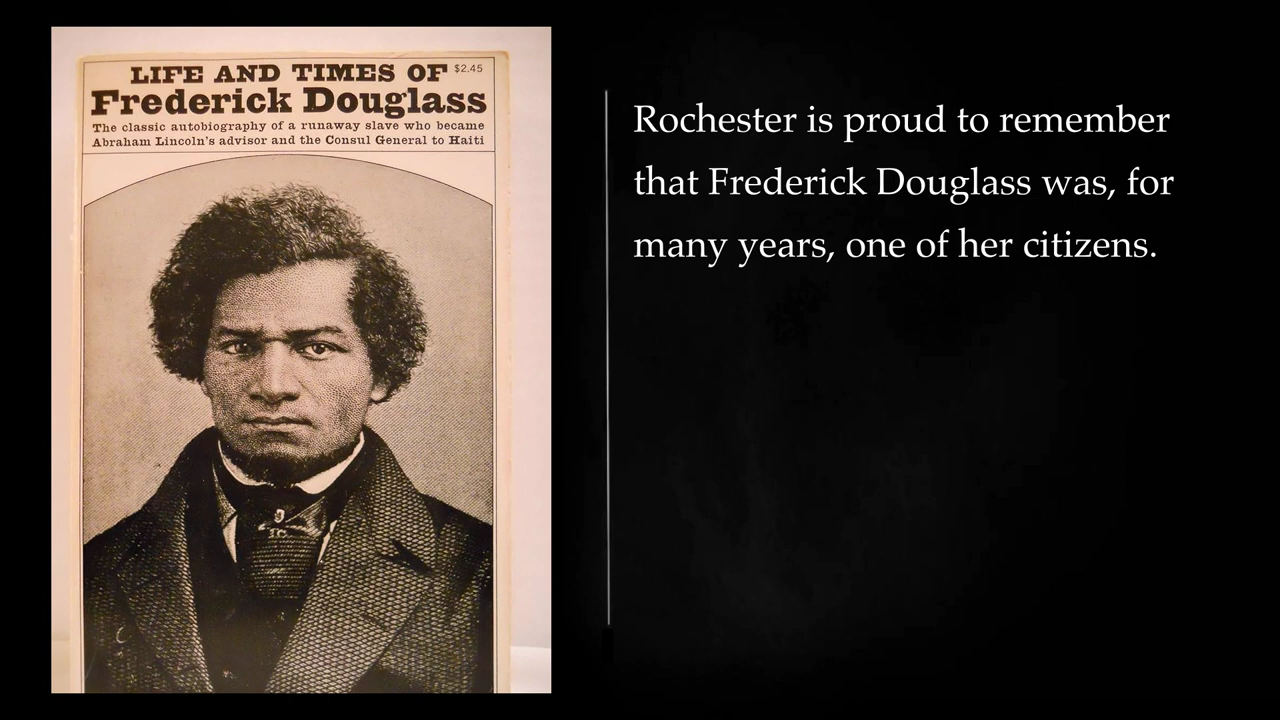 LIFE AND TIMES OF $2.45
Frederick Douglass
The classic autobiography of a runaway slave who became
Abraham Lincoln's advisor and the Consul General to Haiti
Rochester is proud to remember
that Frederick Douglass was, for
many years, one of her citizens.